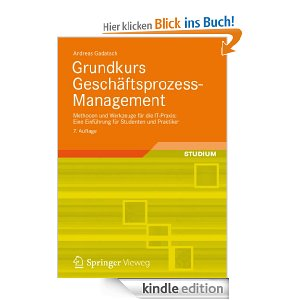 Hier klicken Blick ins Buch!
Andreas Gadatsch
Grundkurs
Geschäftsprozess-
Management
Methoden und Werkzeuge für die IT-Praxis:
Eine Einführung für Studenten und Praktiker
7. Auflage
STUDIUM
Springer Vieweg
kindle edition